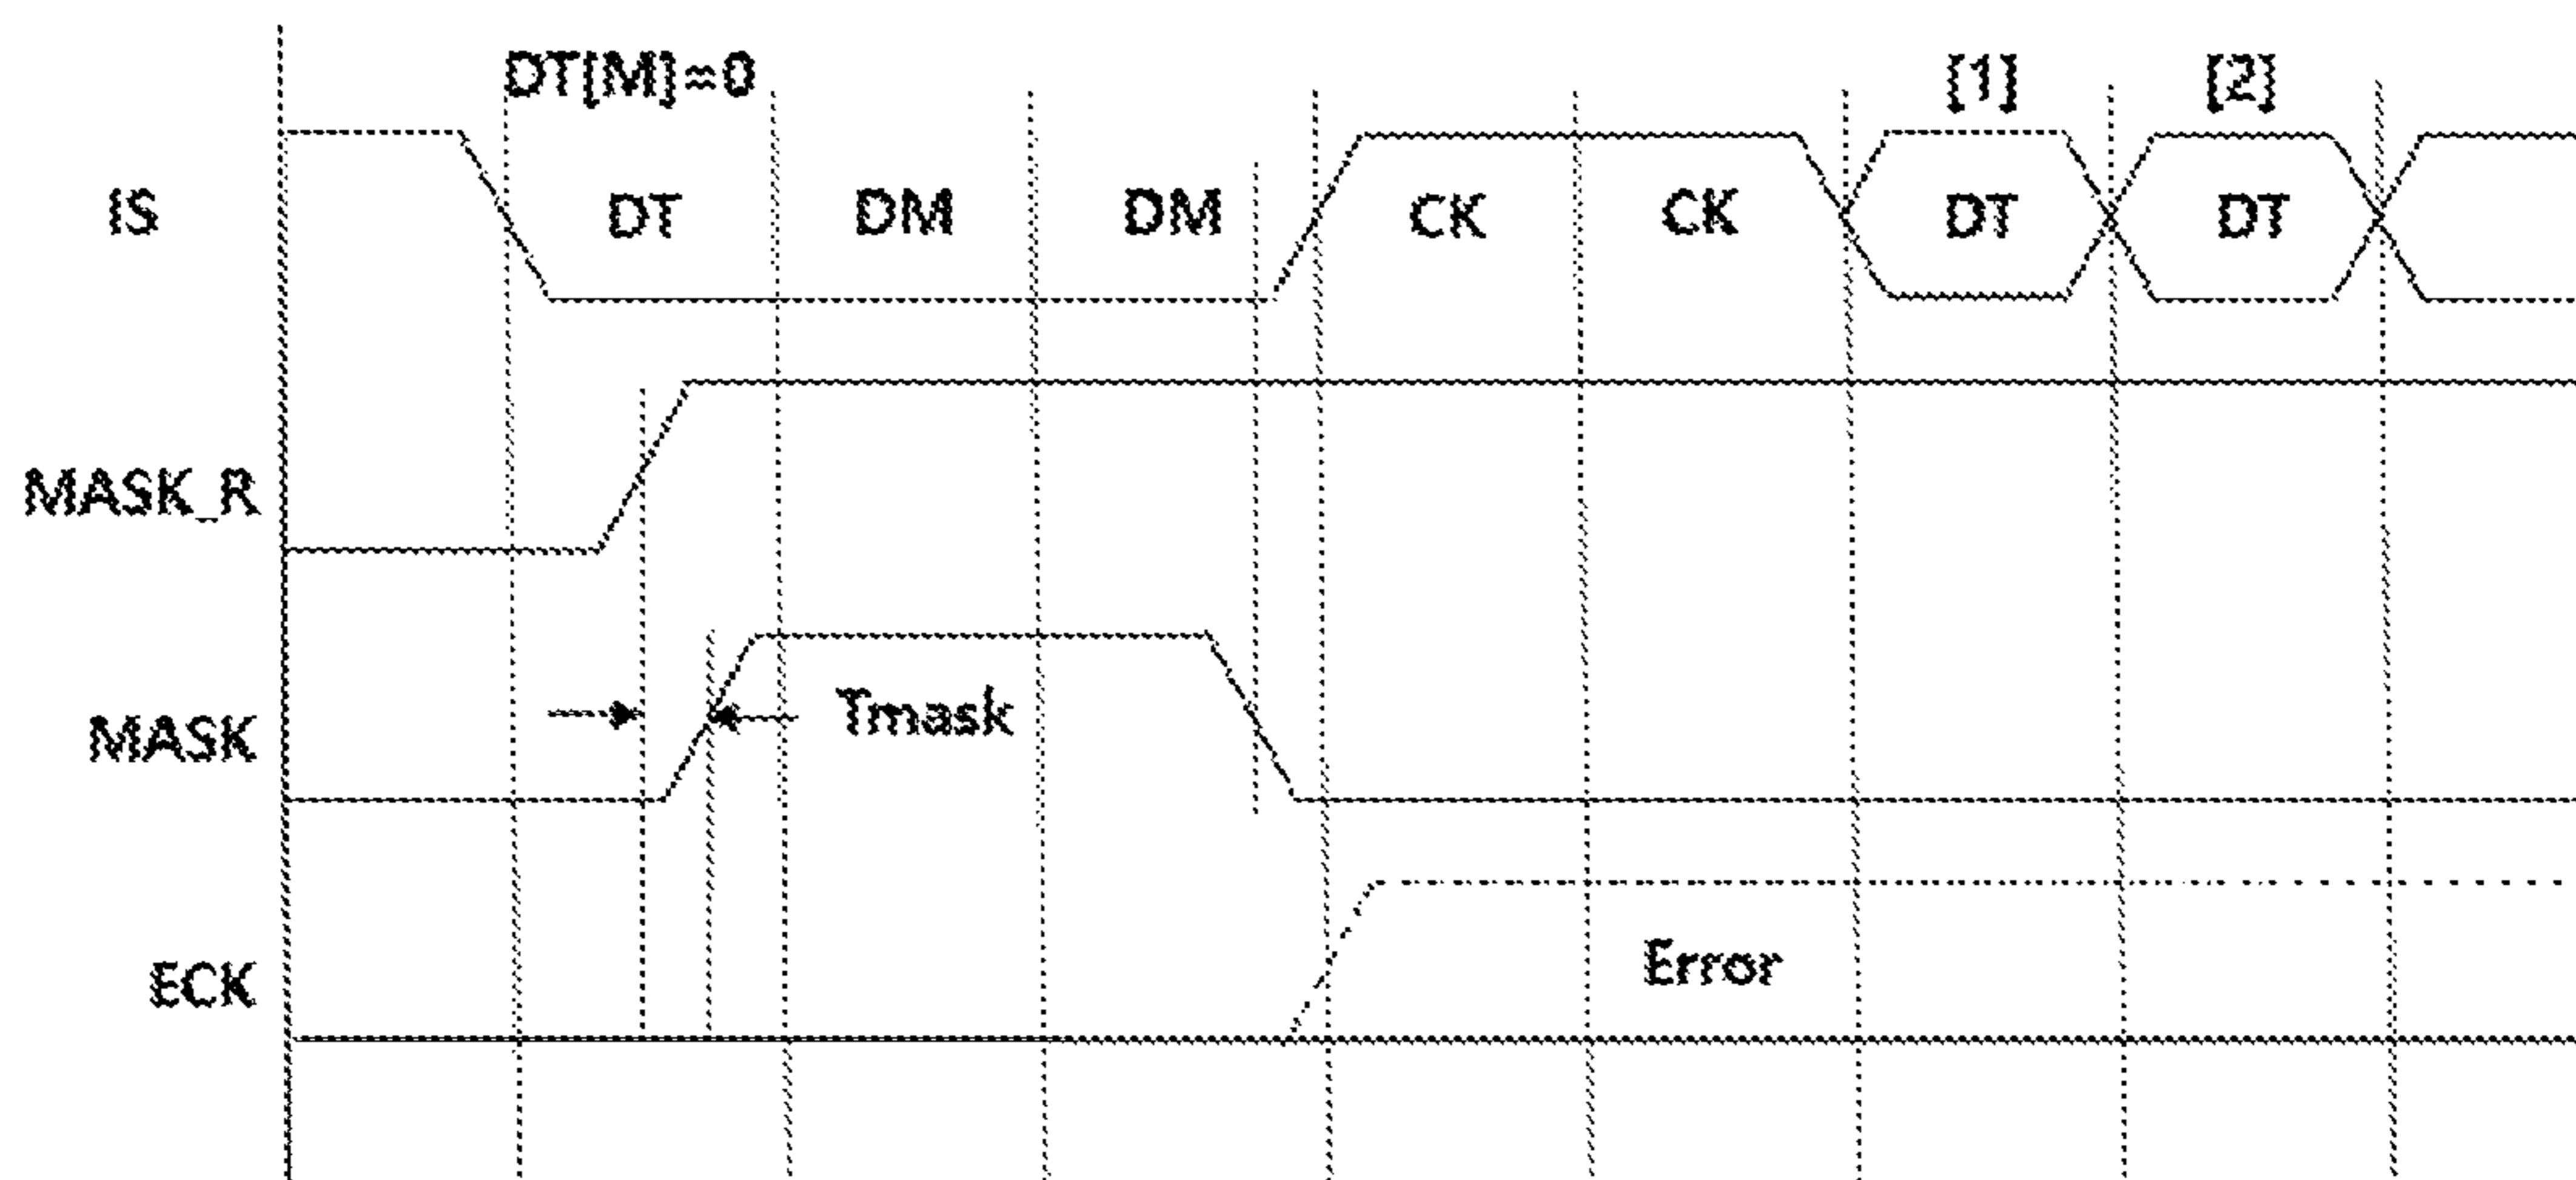 DT[M]=0 [1] [2]
IS DT DM DM CK CK DT DT
MASK_R
MASK Tmask
ECK Error